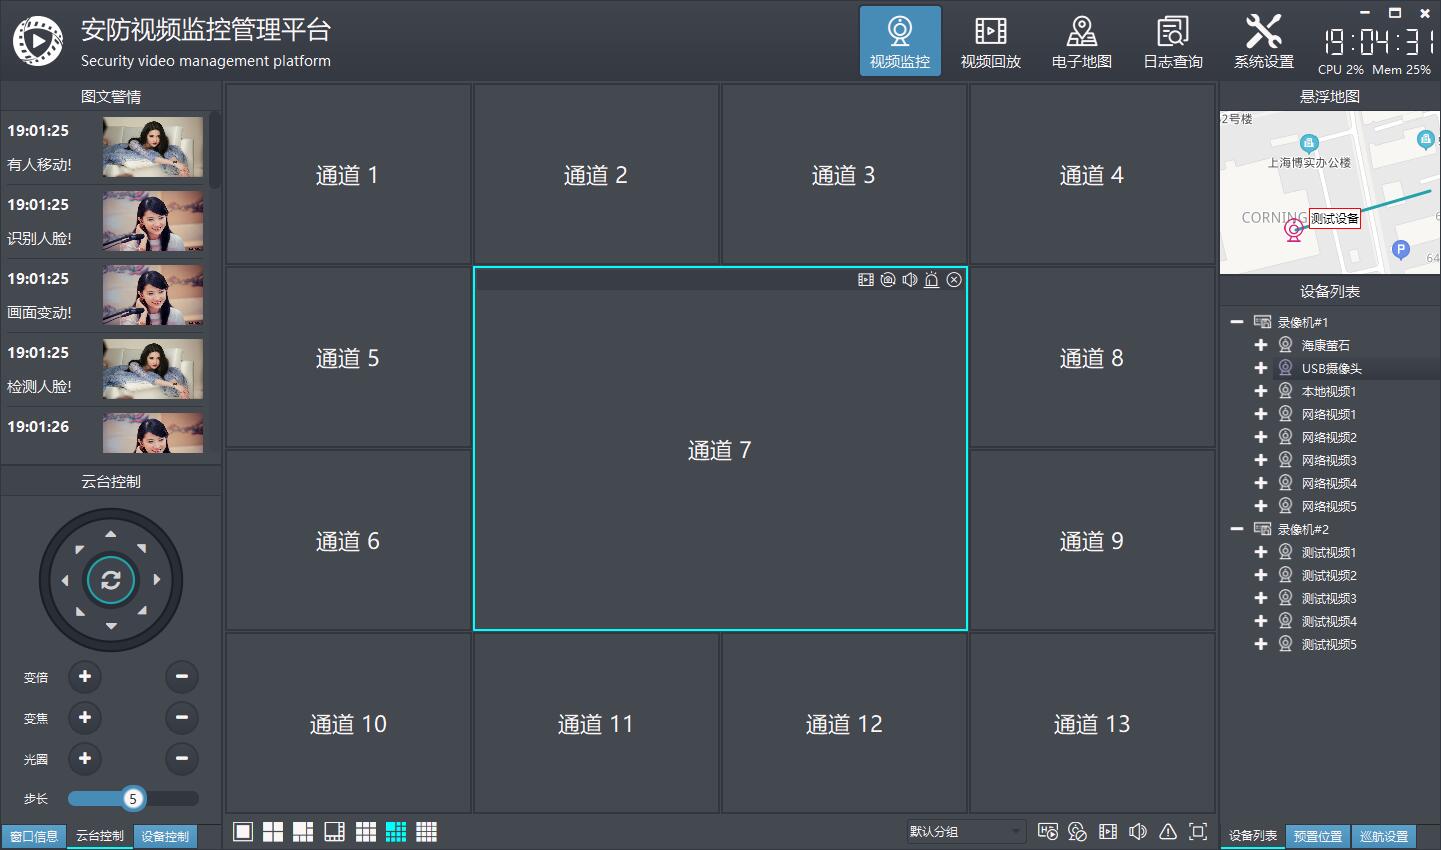 安防视频监控管理平台
Security video management platform
视频监控
视频回放
电子地图
日志查询
系统设置
19:04:31
CPU 2% Mem 25%
图文警情
19:01:25
有人移动!
19:01:25
识别人脸!
19:01:25
画面变动!
19:01:25
检测人脸!
19:01:26
云台控制
变倍
变焦
光圈
步长
5
窗口信息
云台控制
设备控制
通道 1
通道 2
通道 3
通道 4
通道 5
通道 7
通道 8
通道 6
通道 9
通道 10
通道 11
通道 12
通道 13
默认分组
悬浮地图
2号楼
上海博实办公楼
CORNING
测试设备
P
6
64
设备列表
录像机#1
海康萤石
USB摄像头
本地视频1
网络视频1
网络视频2
网络视频3
网络视频4
网络视频5
录像机#2
测试视频1
测试视频2
测试视频3
测试视频4
测试视频5
设备列表
预置位置
巡航设置